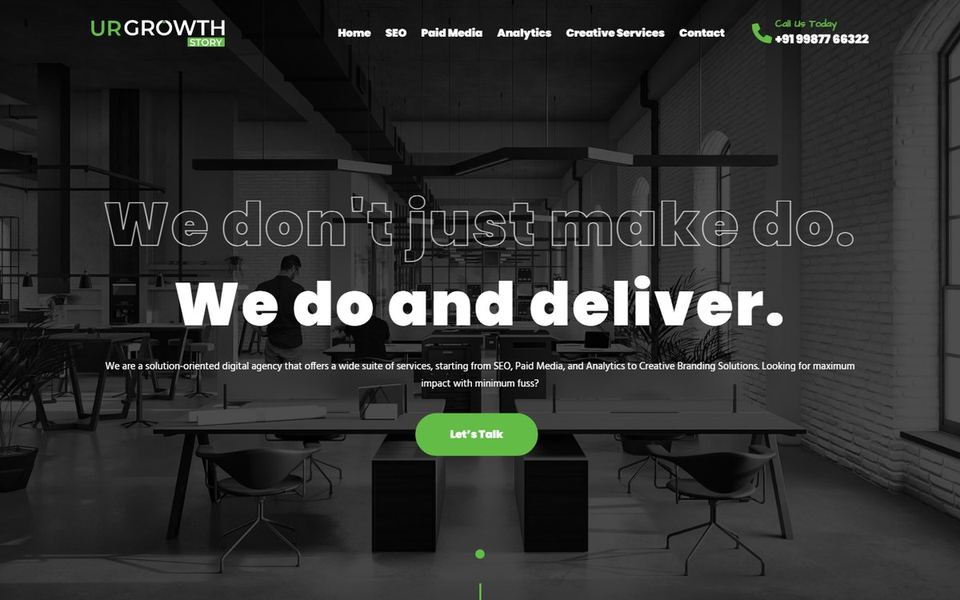 URGROWTH
STORY
Home SEO Paid Media Analytics Creative Services Contact
Call Us Today
+91 99877 66322
We don't just make do.
We do and deliver.
We are a solution-oriented digital agency that offers a wide suite of services, starting from SEO, Paid Media, and Analytics to Creative Branding Solutions. Looking for maximum
impact with minimum fuss?
Let's Talk